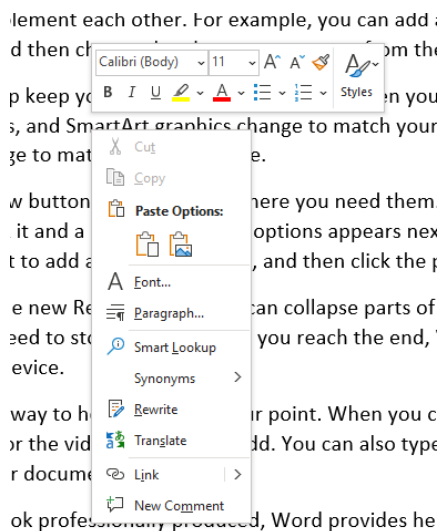 lement each other. For example, you can add a
d then om the
Calibri (Body) 11 A A
B I U A Styles
p keep yo en you
s, and SmartArt graphics change to match your
ge to mat e.
w button here you need them.
it and a options appears nex
t to add a , and then click the p
e new Re can collapse parts of
eed to sto you reach the end,
evice.
way to h ur point. When you c
or the vid dd. You can also type
r docume
ok professionally produced, Word provides he
Cut
Copy
Paste Options:
Font...
Paragraph...
Smart Lookup
Synonyms
Rewrite
Translate
Link
New Comment